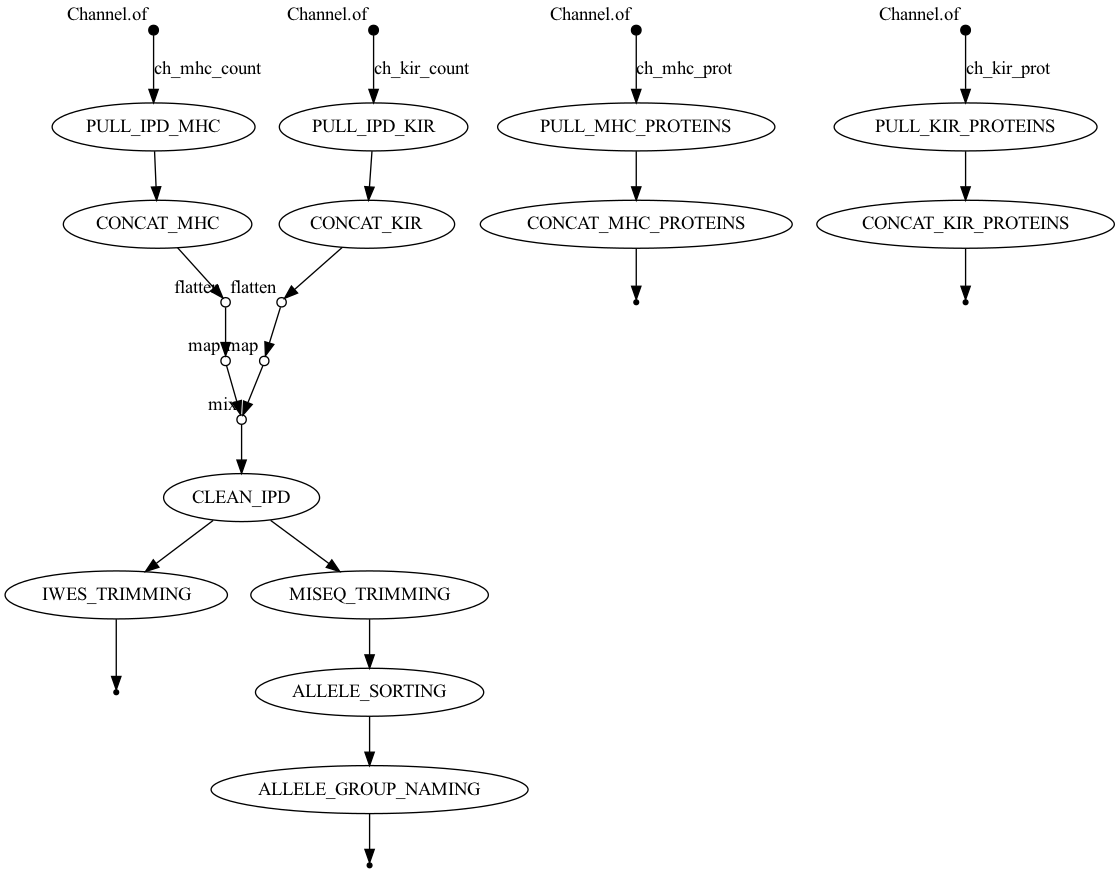 Channel.of
Channel.of
Channel.of
Channel.of
ch_mhc_count
ch_kir_count
ch_mhc_prot
ch_kir_prot
PULL_IPD_MHC
PULL_IPD_KIR
PULL_MHC_PROTEINS
PULL_KIR_PROTEINS
CONCAT_MHC
CONCAT_KIR
CONCAT_MHC_PROTEINS
CONCAT_KIR_PROTEINS
flatten
flatten
map
map
mix
CLEAN_IPD
IWES_TRIMMING
MISEQ_TRIMMING
ALLELE_SORTING
ALLELE_GROUP_NAMING